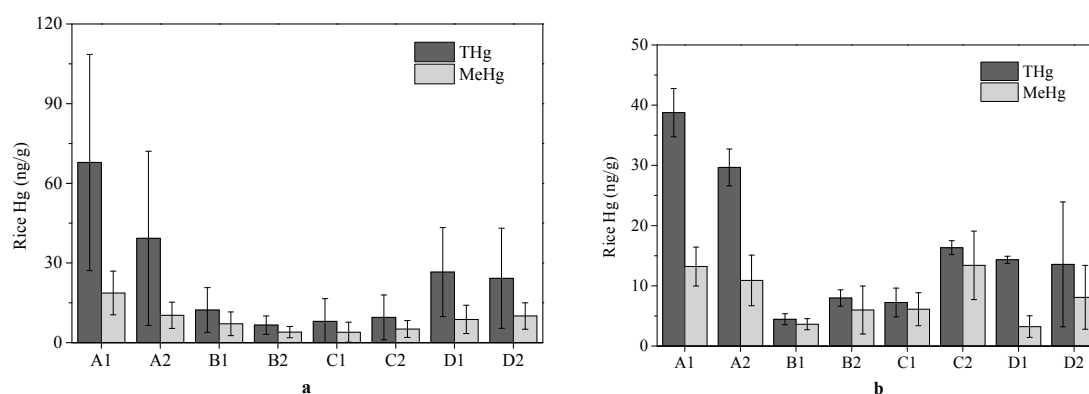 120
90
60
30
0
Rice Hg (ng/g)
THg
MeHg
A1 A2 B1 B2 C1 C2 D1 D2
a
50
40
30
20
10
0
Rice Hg (ng/g)
THg
MeHg
A1 A2 B1 B2 C1 C2 D1 D2
b